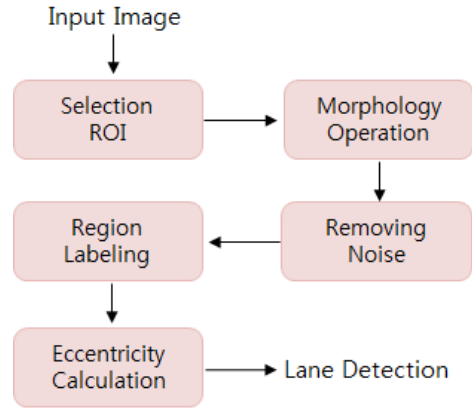 Input Image
Selection
ROI
Morphology
Operation
Removing
Noise
Region
Labeling
Eccentricity
Calculation
Lane Detection